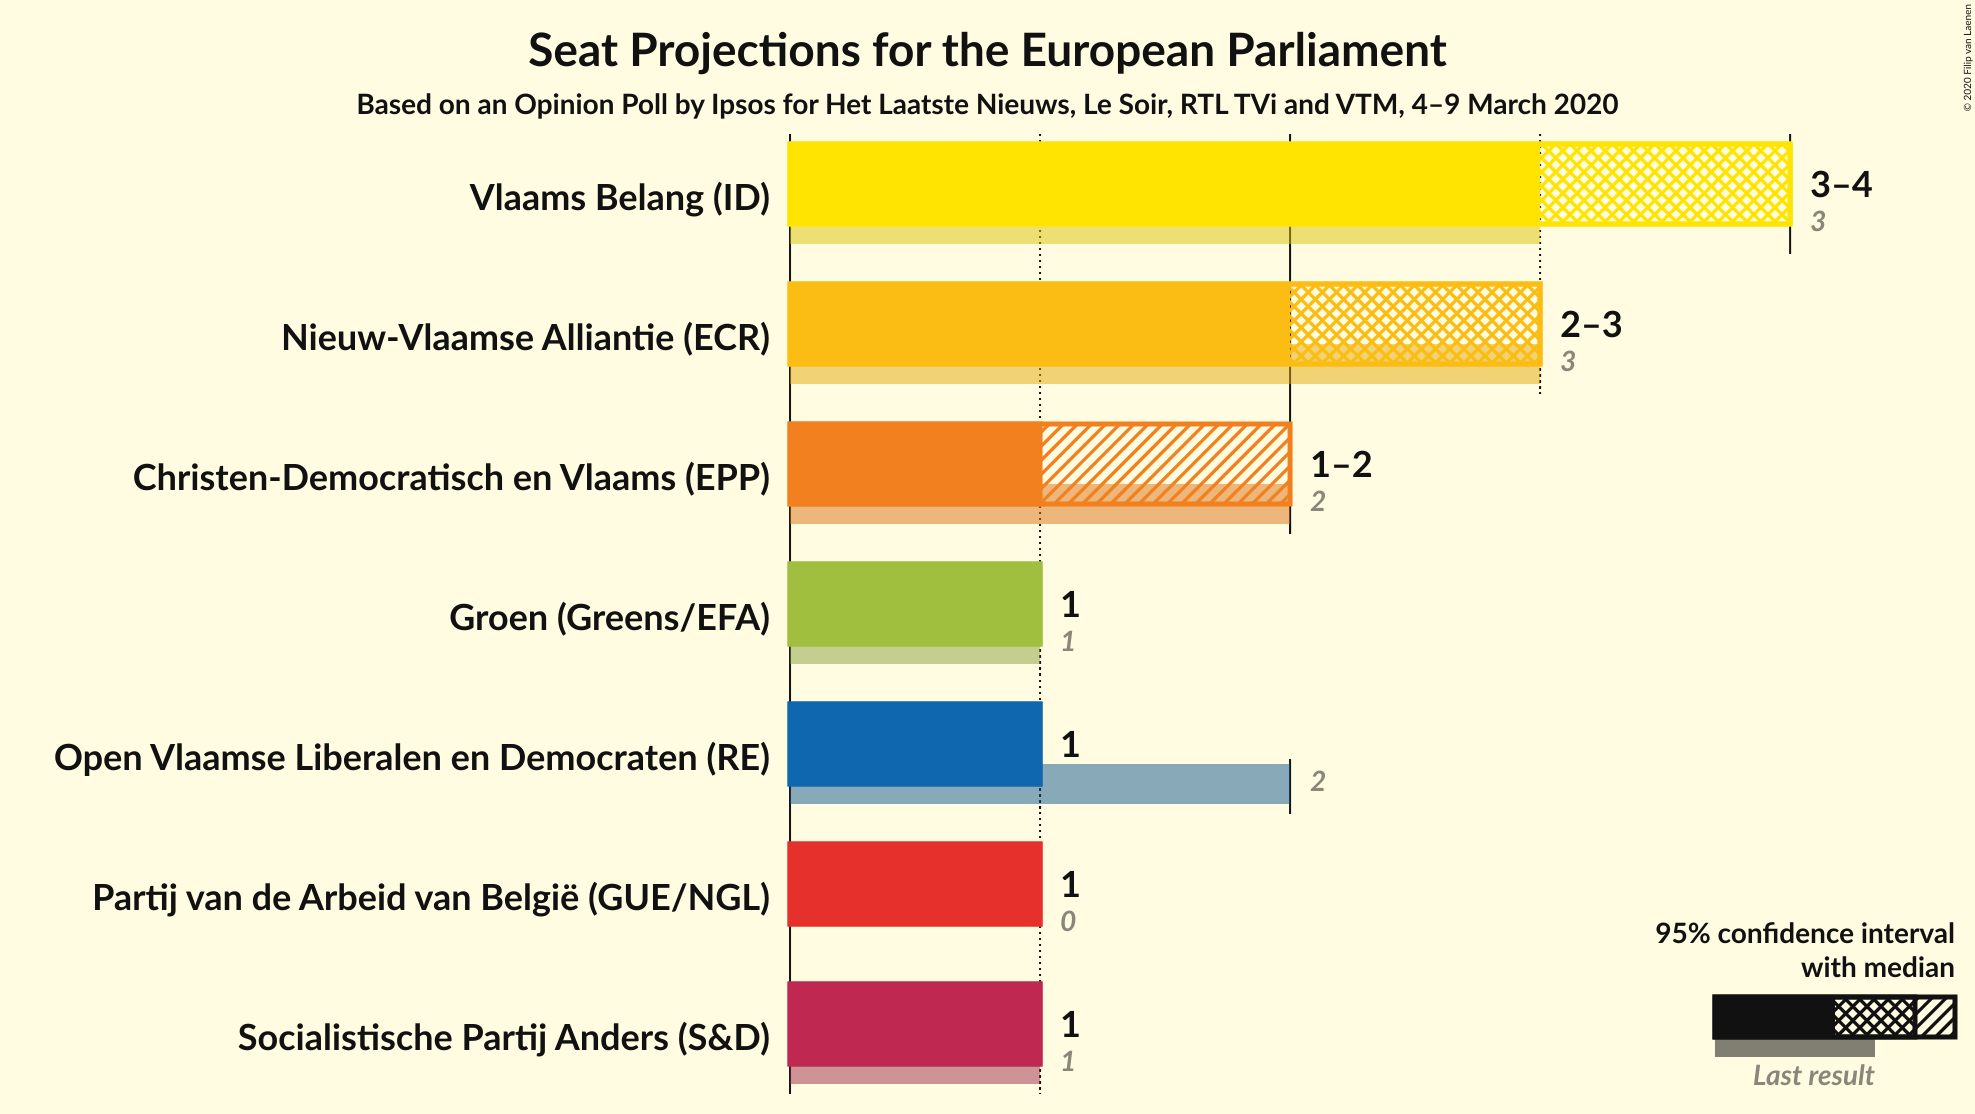 Seat Projections for the European Parliament
Based on an Opinion Poll by Ipsos for Het Laatste Nieuws, Le Soir, RTL TVi and VTM, 4–9 March 2020
© 2020 Filip van Laenen
Vlaams Belang (ID)
3–4
3
Nieuw-Vlaamse Alliantie (ECR)
2–3
3
Christen-Democratisch en Vlaams (EPP)
1–2
2
Groen (Greens/EFA)
1
1
Open Vlaamse Liberalen en Democraten (RE)
1
2
Partij van de Arbeid van België (GUE/NGL)
1
0
Socialistische Partij Anders (S&D)
1
1
95% confidence interval
with median
Last result